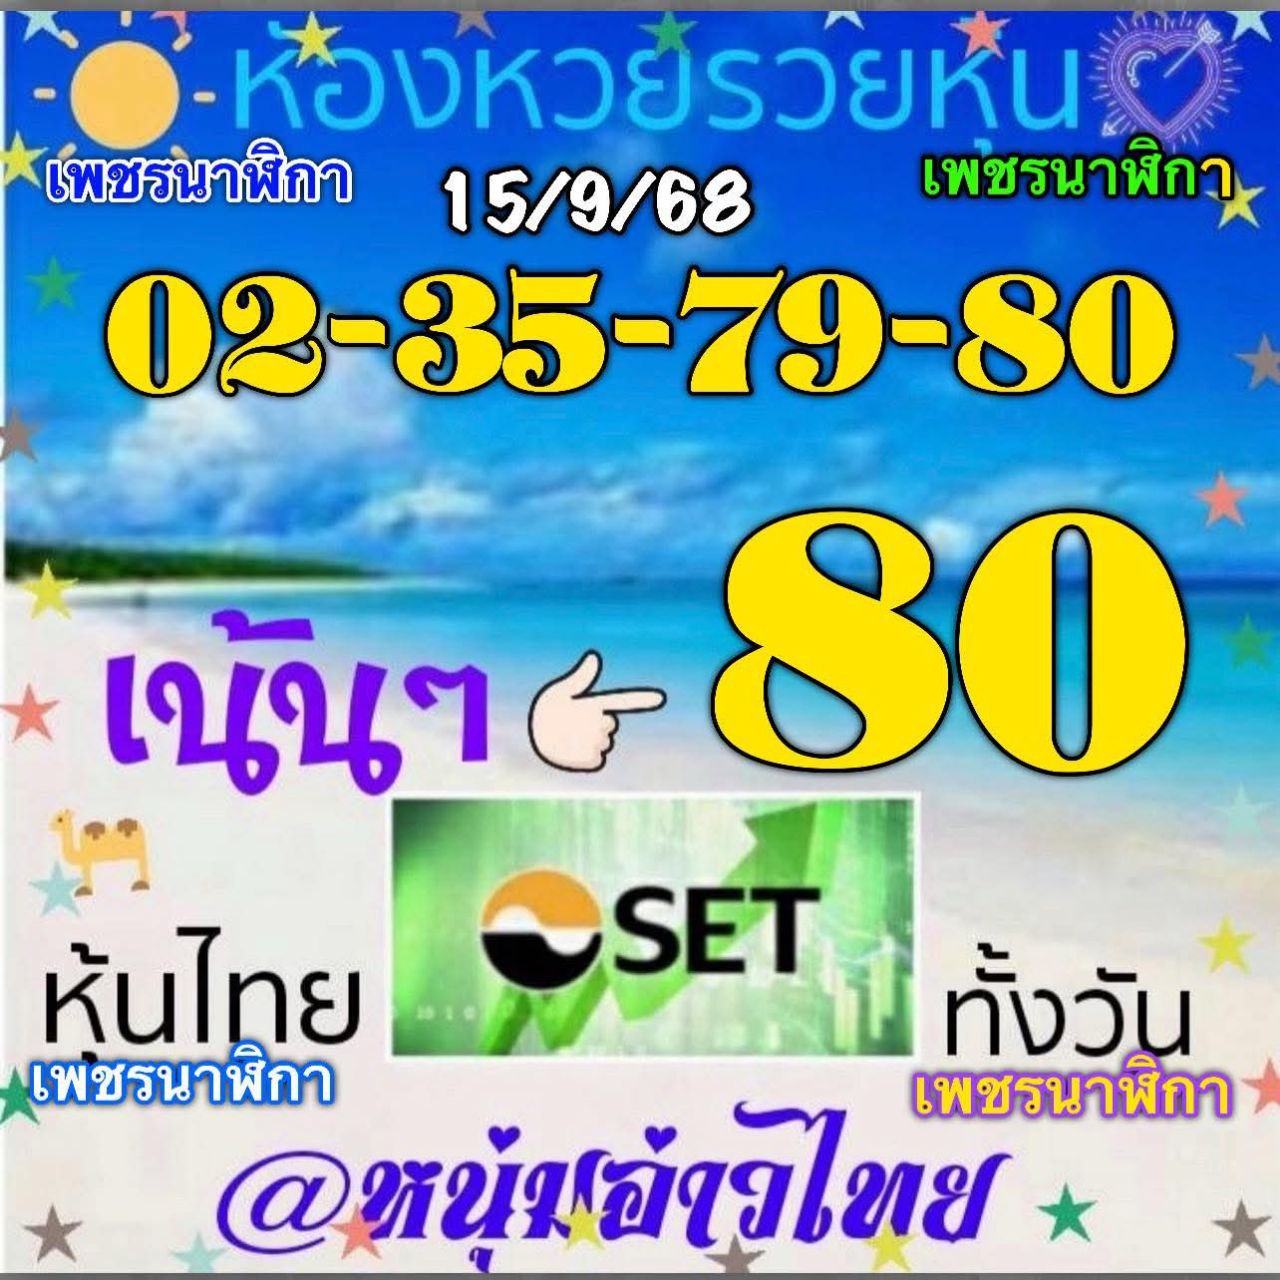 ห้องหวยรวยหุ้น
เพชรนาฬิกา
เพชรนาฬิกา
15/9/68
02-35-79-80
80
เน้นๆ
SET
หุ้นไทย
ทั้งวัน
เพชรนาฬิกา
เพชรนาฬิกา
@หนุ่มอ่าวไทย